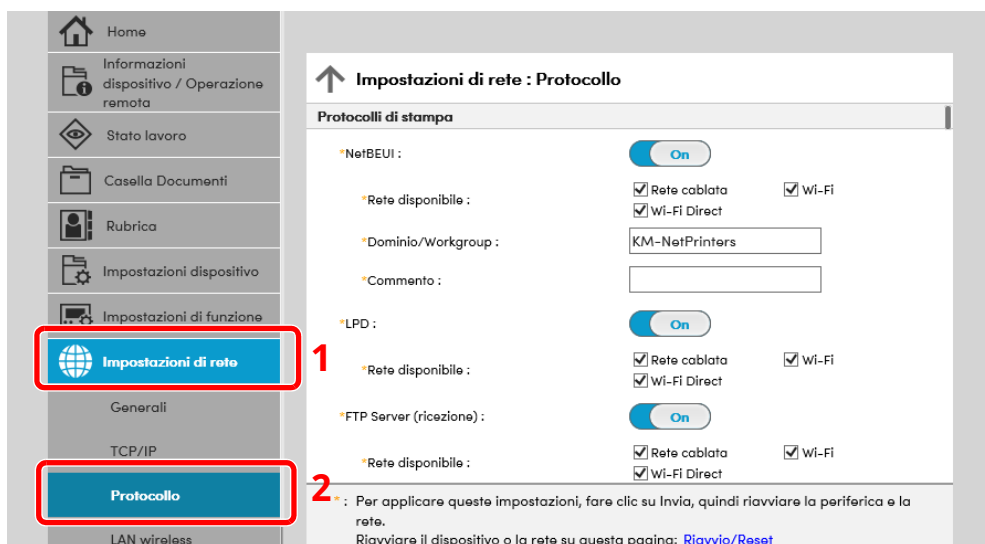 Home
Informazioni
dispositivo / Operazione
remota
Stato lavoro
Casella Documenti
Rubrica
Impostazioni dispositivo
Impostazioni di funzione
Impostazioni di rete
1
Generali
TCP/IP
Protocollo
2
LAN wireless
Impostazioni di rete : Protocollo
Protocolli di stampa
*NetBEUI :
On
*Rete disponibile :
Rete cablata
Wi-Fi
Wi-Fi Direct
*Dominio/Workgroup :
KM-NetPrinters
*Commento :
*LPD :
On
*Rete disponibile :
Rete cablata
Wi-Fi
Wi-Fi Direct
*FTP Server (ricezione) :
On
*Rete disponibile :
Rete cablata
Wi-Fi
Wi-Fi Direct
* : Per applicare queste impostazioni, fare clic su Invia, quindi riavviare la periferica e la
rete.
Riavviare il dispositivo o la rete su questa pagina: Riavvio/Reset